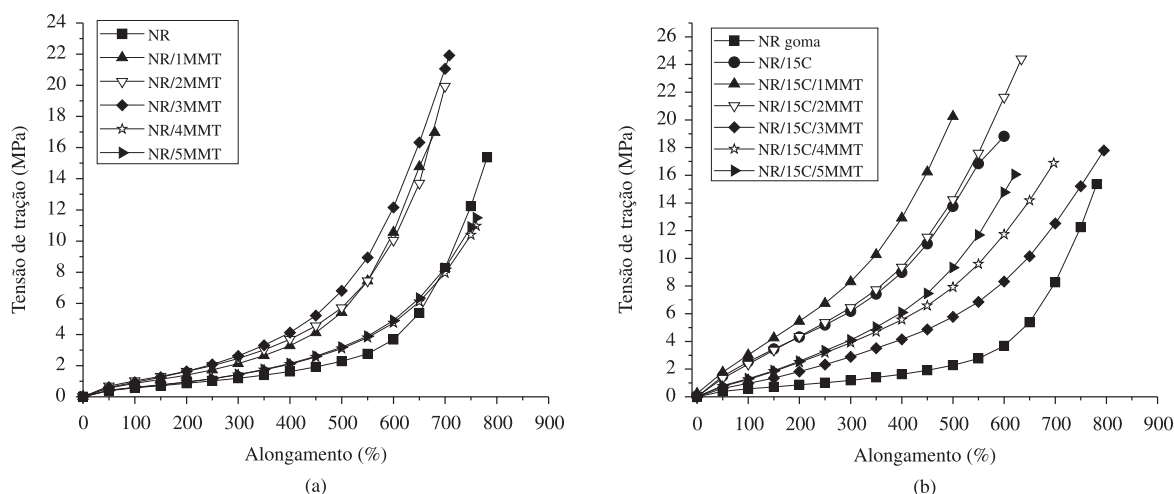 24
22
20
18
16
14
12
10
8
6
4
2
0
Tensão de tração (MPa)
NR
NR/1MMT
NR/2MMT
NR/3MMT
NR/4MMT
NR/5MMT
0 100 200 300 400 500 600 700 800 900
Alongamento (%)
(a)
26
24
22
20
18
16
14
12
10
8
6
4
2
0
Tensão de tração (MPa)
NR goma
NR/15C
NR/15C/1MMT
NR/15C/2MMT
NR/15C/3MMT
NR/15C/4MMT
NR/15C/5MMT
0 100 200 300 400 500 600 700 800 900
Alongamento (%)
(b)